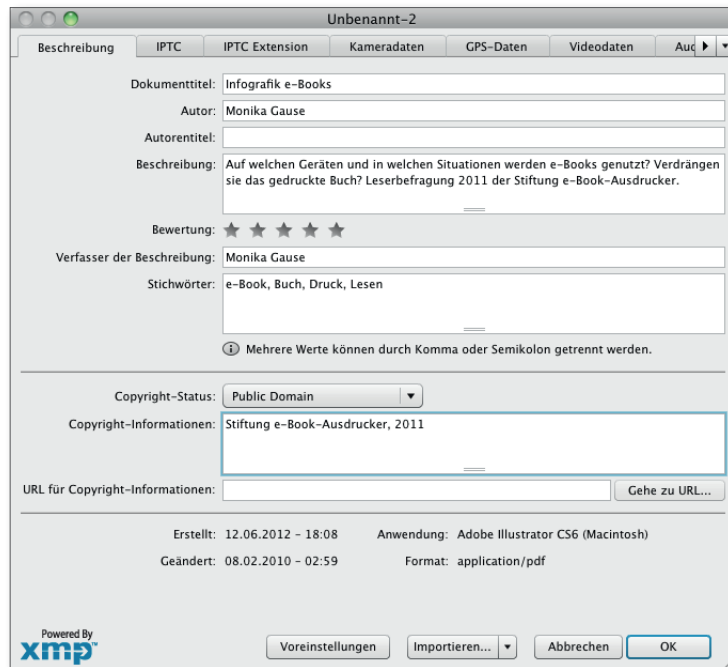 Unbenannt-2
Beschreibung IPTC IPTC Extension Kameradaten GPS-Daten Videodaten
Dokumenttitel: Infografik e-Books
Autor: Monika Gause
Autorentitel:
Beschreibung: Auf welchen Geräten und in welchen Situationen werden e-Books genutzt? Verdrängen
sie das gedruckte Buch? Leserbefragung 2011 der Stiftung e-Book-Ausdrucker.
Bewertung:
Verfasser der Beschreibung: Monika Gause
Stichwörter: e-Book, Buch, Druck, Lesen
Mehrere Werte können durch Komma oder Semikolon getrennt werden.
Copyright-Status: Public Domain
Copyright-Informationen: Stiftung e-Book-Ausdrucker, 2011
URL für Copyright-Informationen: Gehe zu URL...
Erstellt: 12.06.2012 – 18:08 Anwendung: Adobe Illustrator CS6 (Macintosh)
Geändert: 08.02.2010 – 02:59 Format: application/pdf
Powered By
xmp™ Voreinstellungen Importieren... Abbrechen OK